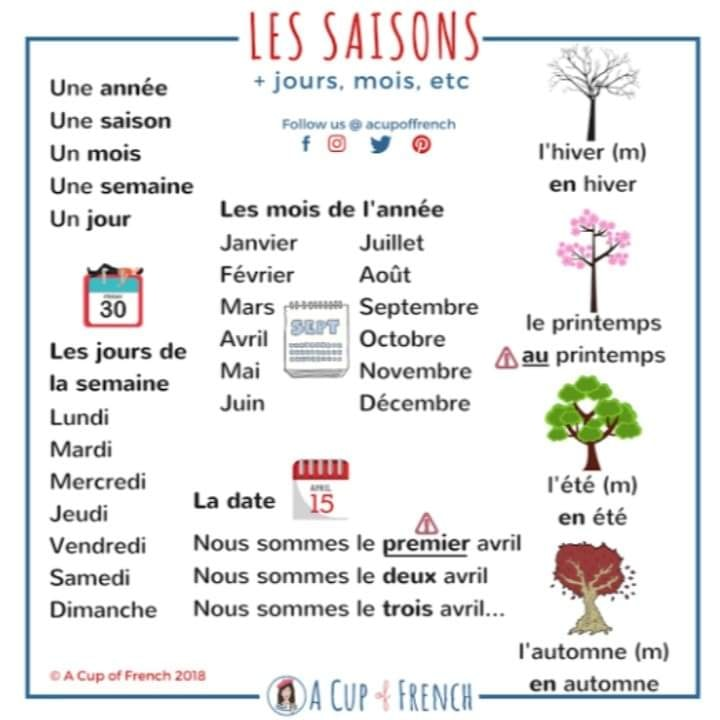 LES SAISONS
+ jours, mois, etc
Follow us @ acupoffrench
Une année
Une saison
Un mois
Une semaine
Un jour
30
Les jours de
la semaine
Lundi
Mardi
Mercredi
Jeudi
Vendredi
Samedi
Dimanche
Les mois de l'année
Janvier
Février
Mars
Avril
Mai
Juin
SEPT
Juillet
Août
Septembre
Octobre
Novembre
Décembre
La date
APRIL
15
Nous sommes le premier avril
Nous sommes le deux avril
Nous sommes le trois avril...
l'hiver (m)
en hiver
le printemps
au printemps
l'été (m)
en été
l'automne (m)
en automne
© A Cup of French 2018
A CUP of FRENCH